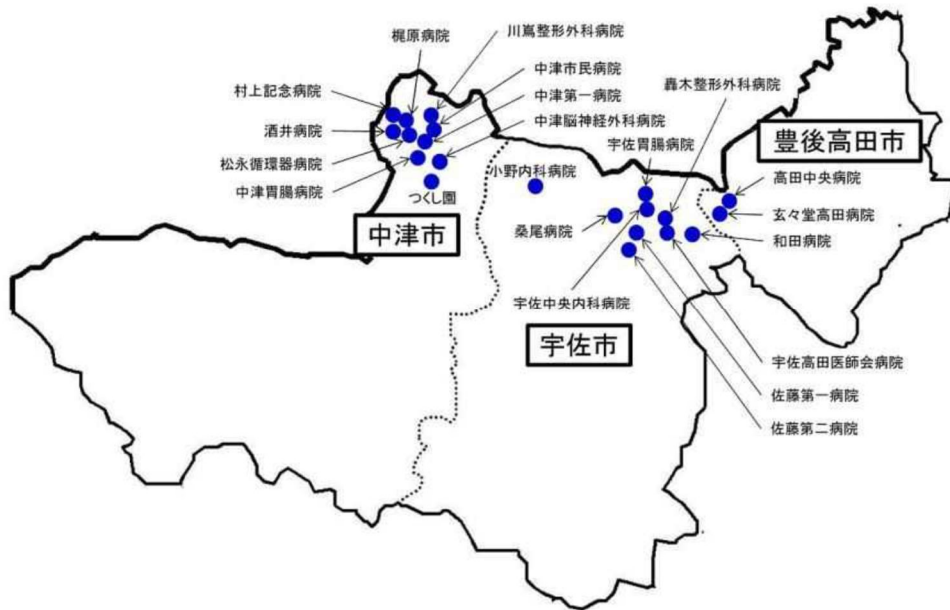 梶原病院
川嶌整形外科病院
村上記念病院
中津市民病院
中津第一病院
轟木整形外科病院
酒井病院
中津脳神経外科病院
松永循環器病院
宇佐胃腸病院
豊後高田市
中津胃腸病院
小野内科病院
高田中央病院
つくし園
玄々堂高田病院
中津市
桑尾病院
和田病院
宇佐中央内科病院
宇佐市
宇佐高田医師会病院
佐藤第一病院
佐藤第二病院